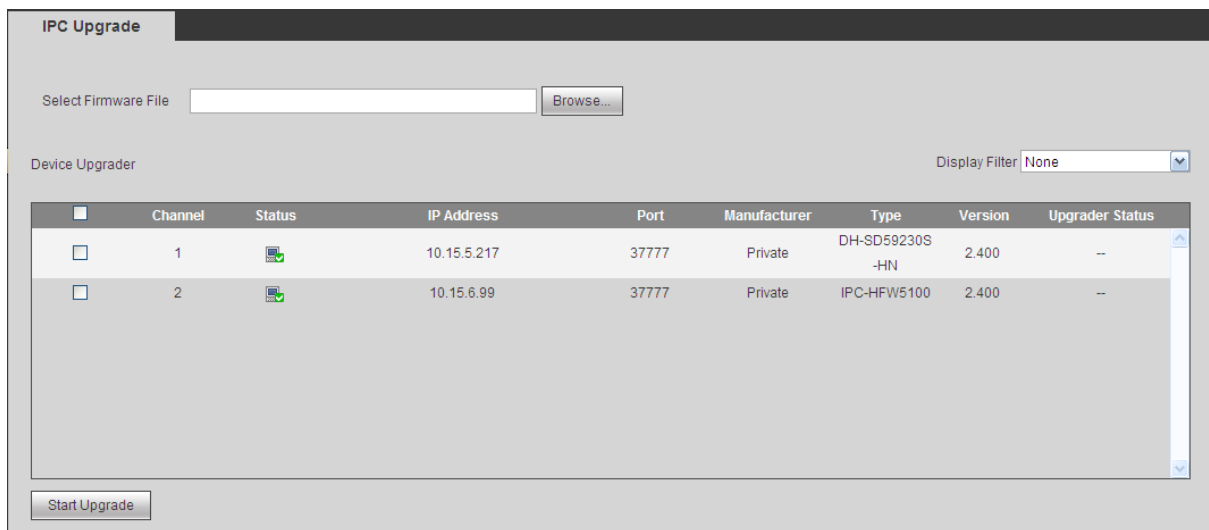 IPC Upgrade
Select Firmware File Browse...
Device Upgrader Display Filter None
Channel Status IP Address Port Manufacturer Type Version Upgrader Status
1 10.15.5.217 37777 Private DH-SD59230S-HN 2.400 --
2 10.15.6.99 37777 Private IPC-HFW5100 2.400 --
Start Upgrade